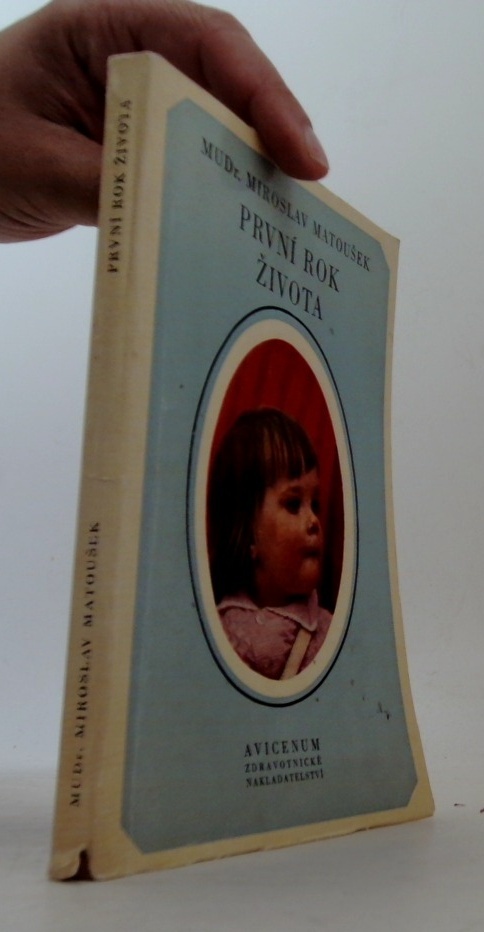 MUDr. MIROSLAV MATOUŠEK
PRVNÍ ROK
ŽIVOTA
AVICENUM
ZDRAVOTNICKÉ
NAKLADATELSTVÍ
MUDr. MIROSLAV MATOUŠEK
PRVNÍ ROK ŽIVOTA